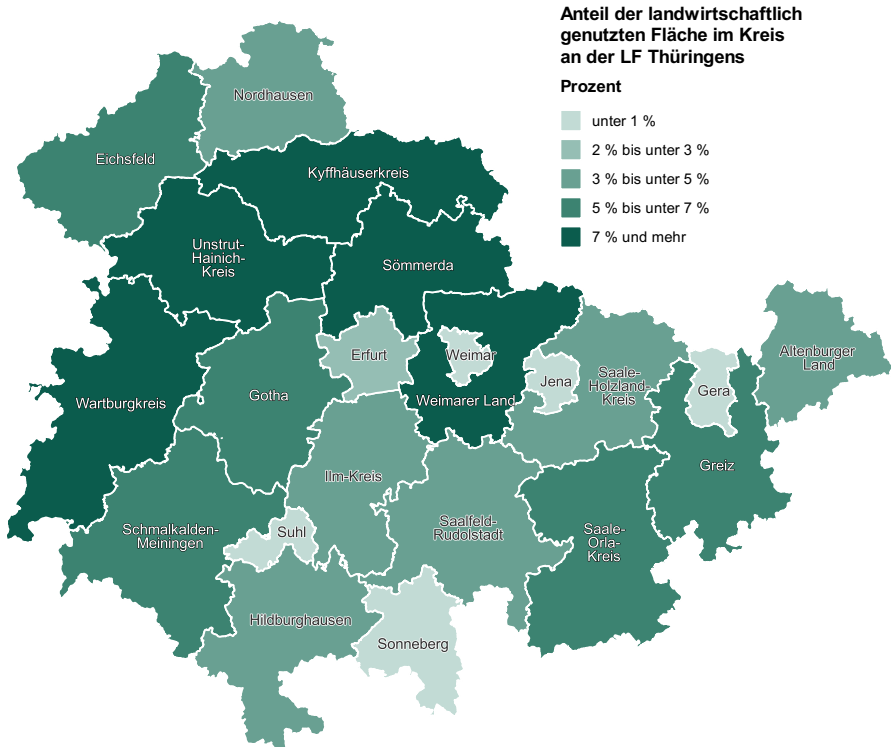 Anteil der landwirtschaftlich
genutzten Fläche im Kreis
an der LF Thüringens
Prozent
unter 1 %
2 % bis unter 3 %
3 % bis unter 5 %
5 % bis unter 7 %
7 % und mehr
Nordhausen
Eichsfeld
Kyffhäuserkreis
Unstrut-
Hainich-
Kreis
Sömmerda
Erfurt
Weimar
Altenburger
Land
Wartburgkreis
Gotha
Weimarer Land
Jena
Saale-
Holzland-
Kreis
Gera
Greiz
Ilm-Kreis
Schmalkalden-
Meiningen
Suhl
Saalfeld-
Rudolstadt
Saale-
Orla-
Kreis
Hildburghausen
Sonneberg